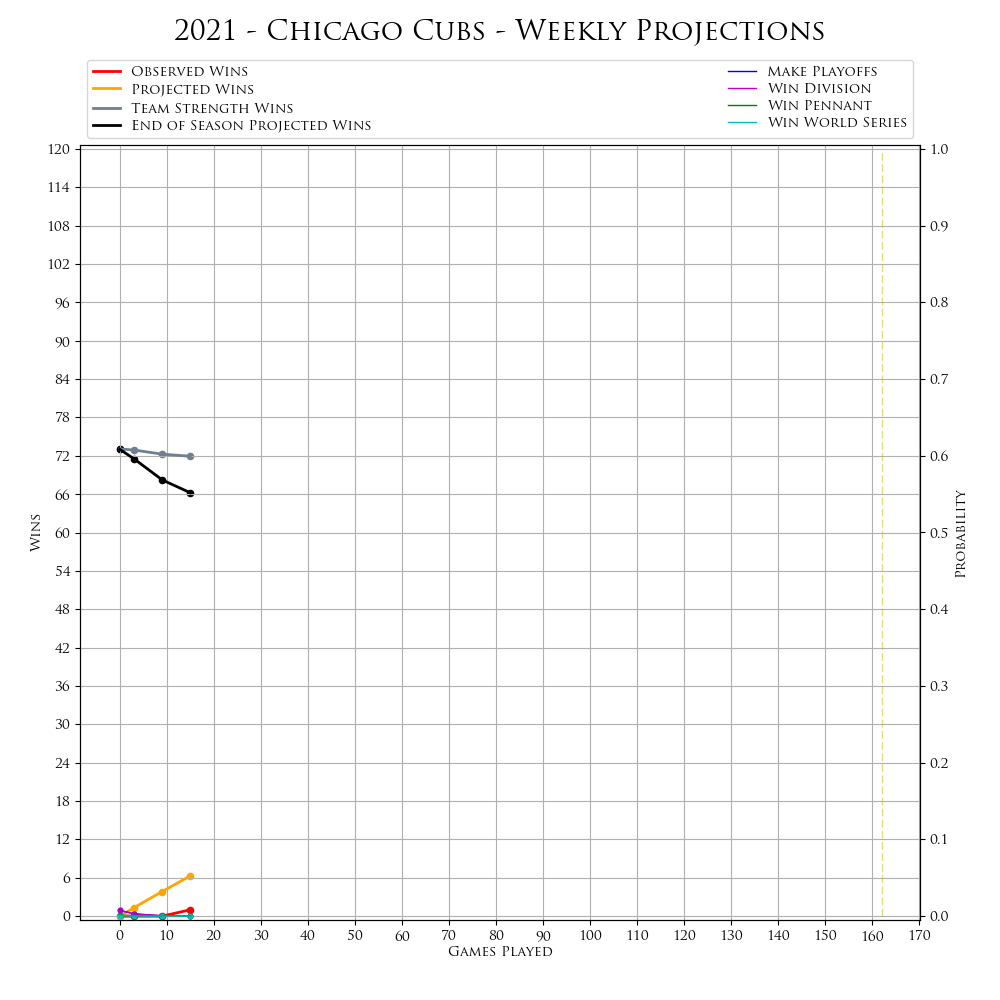 2021 - Chicago Cubs - Weekly Projections
Observed Wins
Projected Wins
Team Strength Wins
End of Season Projected Wins
Make Playoffs
Win Division
Win Pennant
Win World Series
120
114
108
102
96
90
84
78
72
66
60
54
48
42
36
30
24
18
12
6
0
Wins
1.0
0.9
0.8
0.7
0.6
0.5
0.4
0.3
0.2
0.1
0.0
Probability
0 10 20 30 40 50 60 70 80 90 100 110 120 130 140 150 160 170
Games Played